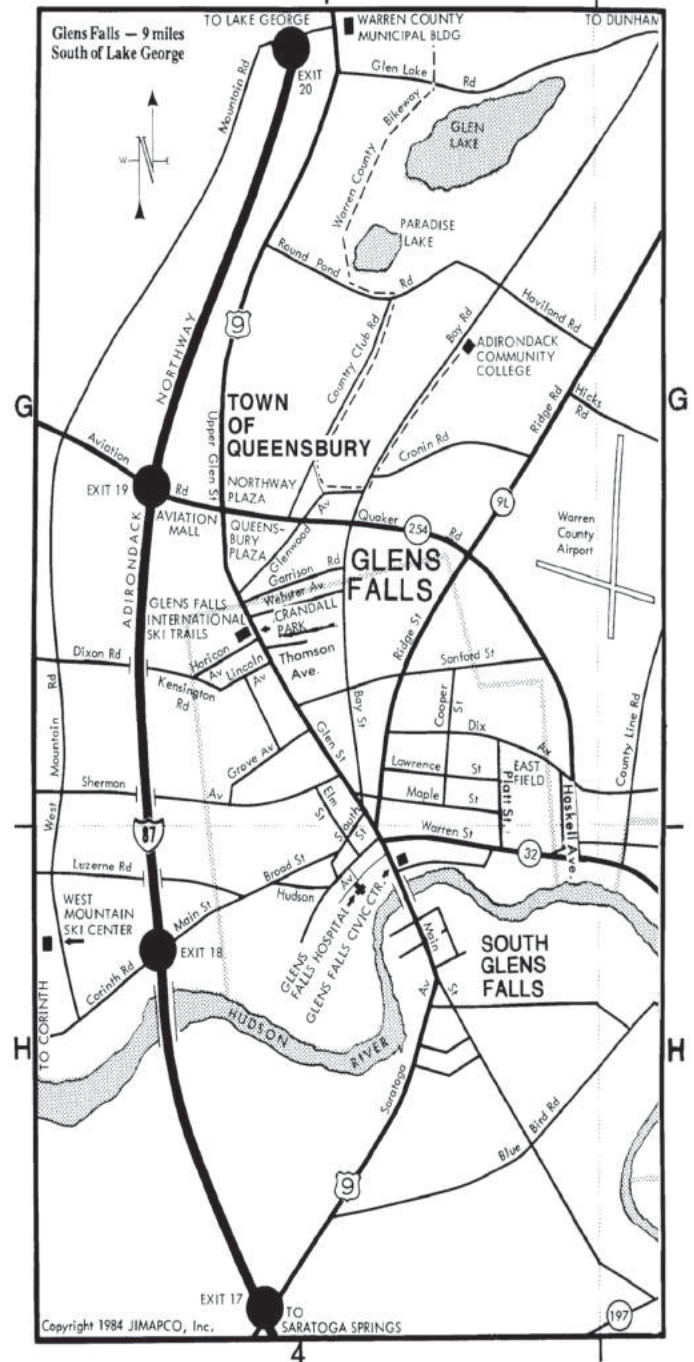 TO LAKE GEORGE
WARREN COUNTY
MUNICIPAL BLDG
TO DUNHAM
Glens Falls — 9 miles
South of Lake George
EXIT
20
Mountain Rd
Glen Lake Rd
Bikeway
Warren County
GLEN
LAKE
N
W
E
PARADISE
LAKE
Round Pond Rd
Haviland Rd
9
NORTHWAY
Country Club Rd
Bay Rd
ADIRONDACK
COMMUNITY
COLLEGE
G
G
TOWN
OF
QUEENSBURY
Ridge Rd
Hicks
Rd
Aviation
Rd
Upper Glen St
Cronin Rd
EXIT 19
NORTHWAY
PLAZA
9L
AVIATION
MALL
QUEENS-
BURY
PLAZA
Glenwood
Av
Quaker
254
Rd
Warren
County
Airport
ADIRONDACK
GLENS
FALLS
Garrison Rd
Webster Av
GLENS FALLS
INTERNATIONAL
SKI TRAILS
CRANDALL
PARK
Ridge St
Dixon Rd
Horicon
Av
Lincoln
Av
Thomson
Ave.
Sanford St
Kensington
Rd
Cooper
St
Bay St
County Line Rd
Glen St
Dix
Av
Grove Av
Lawrence St
EAST
FIELD
Platt St.
Sherman
Av
Elm
St
Maple St
Haskell Ave.
West Mountain Rd
South
St
Warren St
87
32
Luzerne Rd
Broad St
Hudson
Av
WEST
MOUNTAIN
SKI CENTER
Main St
GLENS
FALLS HOSPITAL
GLENS FALLS CIVIC CTR.
EXIT 18
Main
St
SOUTH
GLENS
FALLS
Corinth Rd
TO CORINTH
HUDSON
RIVER
Av
H
H
Saratoga
Blue Bird Rd
9
EXIT 17
TO
SARATOGA SPRINGS
197
Copyright 1984 JIMAPCO, Inc.
4